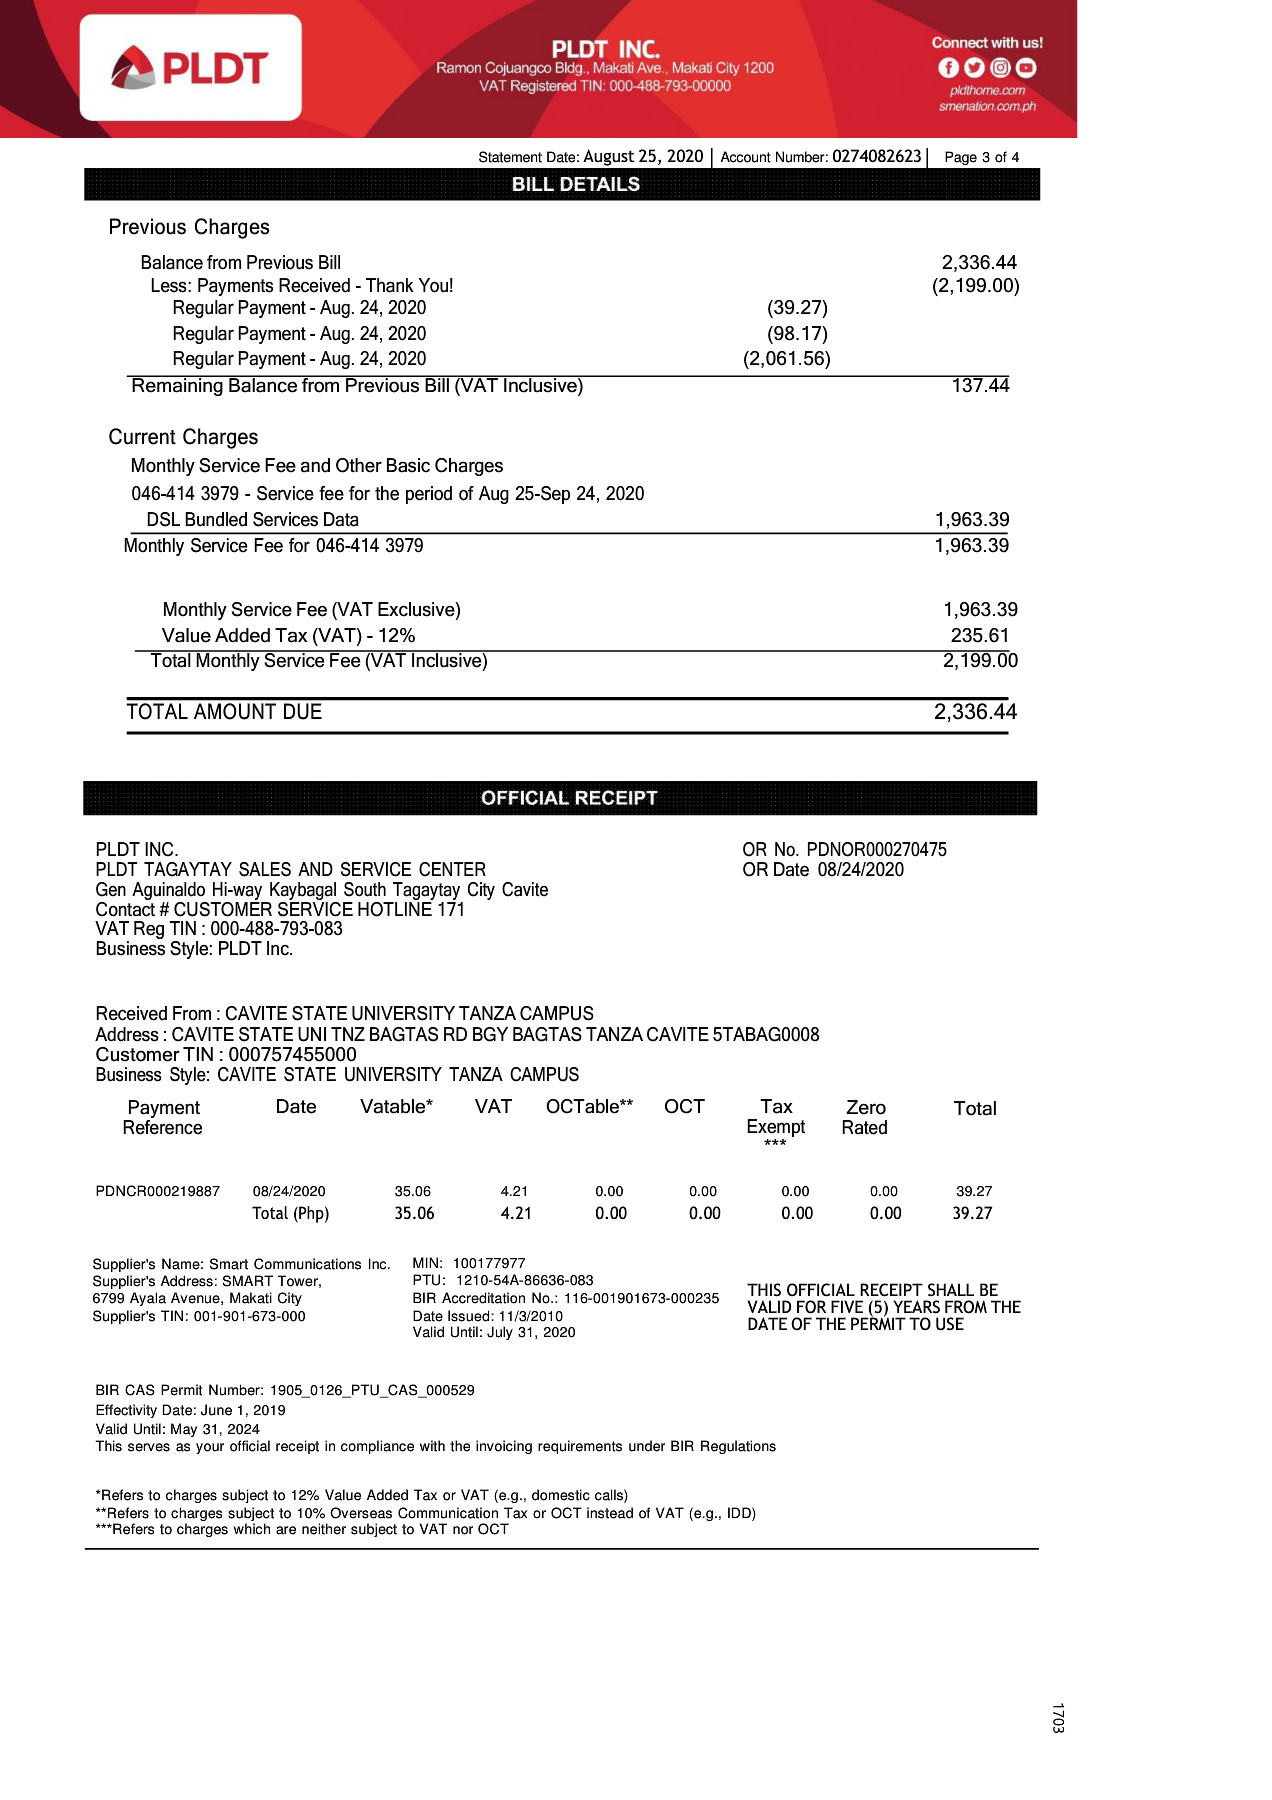 PLDT
PLDT INC.
Ramon Cojuangco Bldg., Makati Ave., Makati City 1200
VAT Registered TIN: 000-488-793-00000
Connect with us!
pldthome.com
smenation.com.ph
Statement Date: August 25, 2020 | Account Number: 0274082623 | Page 3 of 4
BILL DETAILS
Previous Charges
Balance from Previous Bill 2,336.44
Less: Payments Received - Thank You! (2,199.00)
Regular Payment - Aug. 24, 2020 (39.27)
Regular Payment - Aug. 24, 2020 (98.17)
Regular Payment - Aug. 24, 2020 (2,061.56)
Remaining Balance from Previous Bill (VAT Inclusive) 137.44
Current Charges
Monthly Service Fee and Other Basic Charges
046-414 3979 - Service fee for the period of Aug 25-Sep 24, 2020
DSL Bundled Services Data 1,963.39
Monthly Service Fee for 046-414 3979 1,963.39
Monthly Service Fee (VAT Exclusive) 1,963.39
Value Added Tax (VAT) - 12% 235.61
Total Monthly Service Fee (VAT Inclusive) 2,199.00
TOTAL AMOUNT DUE 2,336.44
OFFICIAL RECEIPT
PLDT INC. OR No. PDNOR000270475
PLDT TAGAYTAY SALES AND SERVICE CENTER OR Date 08/24/2020
Gen Aguinaldo Hi-way Kaybagal South Tagaytay City Cavite
Contact # CUSTOMER SERVICE HOTLINE 171
VAT Reg TIN : 000-488-793-083
Business Style: PLDT Inc.
Received From : CAVITE STATE UNIVERSITY TANZA CAMPUS
Address : CAVITE STATE UNI TNZ BAGTAS RD BGY BAGTAS TANZA CAVITE 5TABAG0008
Customer TIN : 000757455000
Business Style: CAVITE STATE UNIVERSITY TANZA CAMPUS
Payment Date Vatable* VAT OCTable** OCT Tax Zero Total
Reference Exempt Rated
***
PDNCR000219887 08/24/2020 35.06 4.21 0.00 0.00 0.00 0.00 39.27
Total (Php) 35.06 4.21 0.00 0.00 0.00 0.00 39.27
Supplier's Name: Smart Communications Inc.
Supplier's Address: SMART Tower,
6799 Ayala Avenue, Makati City
Supplier's TIN: 001-901-673-000
MIN: 100177977
PTU: 1210-54A-86636-083
BIR Accreditation No.: 116-001901673-000235
Date Issued: 11/3/2010
Valid Until: July 31, 2020
THIS OFFICIAL RECEIPT SHALL BE
VALID FOR FIVE (5) YEARS FROM THE
DATE OF THE PERMIT TO USE
BIR CAS Permit Number: 1905_0126_PTU_CAS_000529
Effectivity Date: June 1, 2019
Valid Until: May 31, 2024
This serves as your official receipt in compliance with the invoicing requirements under BIR Regulations
*Refers to charges subject to 12% Value Added Tax or VAT (e.g., domestic calls)
**Refers to charges subject to 10% Overseas Communication Tax or OCT instead of VAT (e.g., IDD)
***Refers to charges which are neither subject to VAT nor OCT
1703